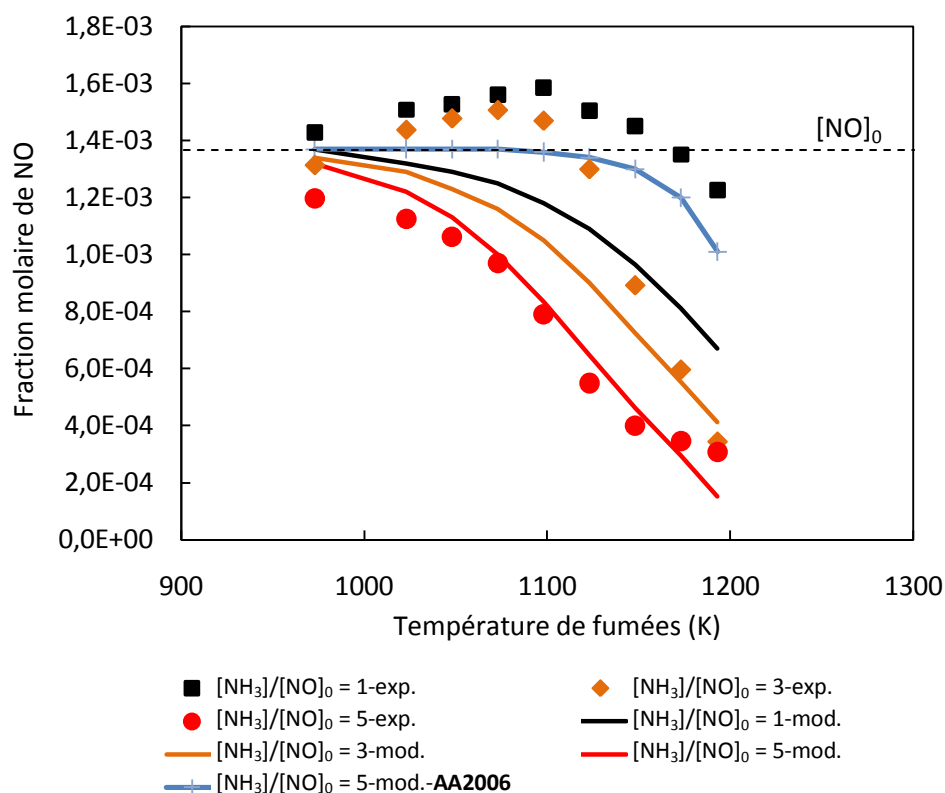 1,8E-03
1,6E-03
1,4E-03
1,2E-03
1,0E-03
8,0E-04
6,0E-04
4,0E-04
2,0E-04
0,0E+00
Fraction molaire de NO
[NO]₀
900 1000 1100 1200 1300
Température de fumées (K)
[NH₃]/[NO]₀ = 1-exp. [NH₃]/[NO]₀ = 3-exp.
[NH₃]/[NO]₀ = 5-exp. [NH₃]/[NO]₀ = 1-mod.
[NH₃]/[NO]₀ = 3-mod. [NH₃]/[NO]₀ = 5-mod.
[NH₃]/[NO]₀ = 5-mod.-AA2006